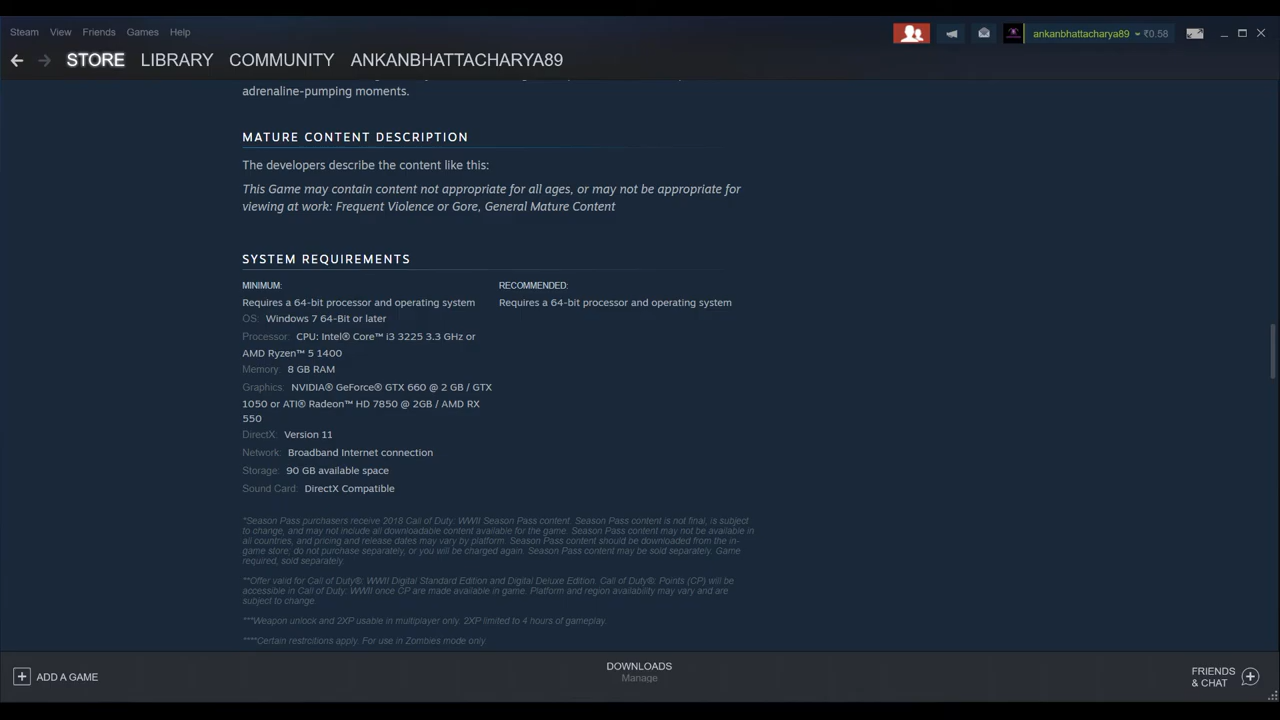 Steam View Friends Games Help
ankanbhattacharya89 ₹0.58
STORE LIBRARY COMMUNITY ANKANBHATTACHARYA89
adrenaline-pumping moments.
MATURE CONTENT DESCRIPTION
The developers describe the content like this:
This Game may contain content not appropriate for all ages, or may not be appropriate for
viewing at work: Frequent Violence or Gore, General Mature Content
SYSTEM REQUIREMENTS
MINIMUM:
Requires a 64-bit processor and operating system
OS: Windows 7 64-Bit or later
Processor: CPU: Intel® Core™ i3 3225 3.3 GHz or
AMD Ryzen™ 5 1400
Memory: 8 GB RAM
Graphics: NVIDIA® GeForce® GTX 660 @ 2 GB / GTX
1050 or ATI® Radeon™ HD 7850 @ 2GB / AMD RX
550
DirectX: Version 11
Network: Broadband Internet connection
Storage: 90 GB available space
Sound Card: DirectX Compatible
RECOMMENDED:
Requires a 64-bit processor and operating system
*Season Pass purchasers receive 2018 Call of Duty: WWII Season Pass content. Season Pass content is not final, is subject
to change, and may not include all downloadable content available for the game. Season Pass content may not be available in
all countries, and pricing and release dates may vary by platform. Season Pass content should be downloaded from the in-
game store; do not purchase separately, or you will be charged again. Season Pass content may be sold separately. Game
required, sold separately.
**Offer valid for Call of Duty®: WWII Digital Standard Edition and Digital Deluxe Edition. Call of Duty®: Points (CP) will be
accessible in Call of Duty: WWII once CP are made available in game. Platform and region availability may vary and are
subject to change.
***Weapon unlock and 2XP usable in multiplayer only. 2XP limited to 4 hours of gameplay.
****Certain restrcitions apply. For use in Zombies mode only.
ADD A GAME
DOWNLOADS
Manage
FRIENDS
& CHAT